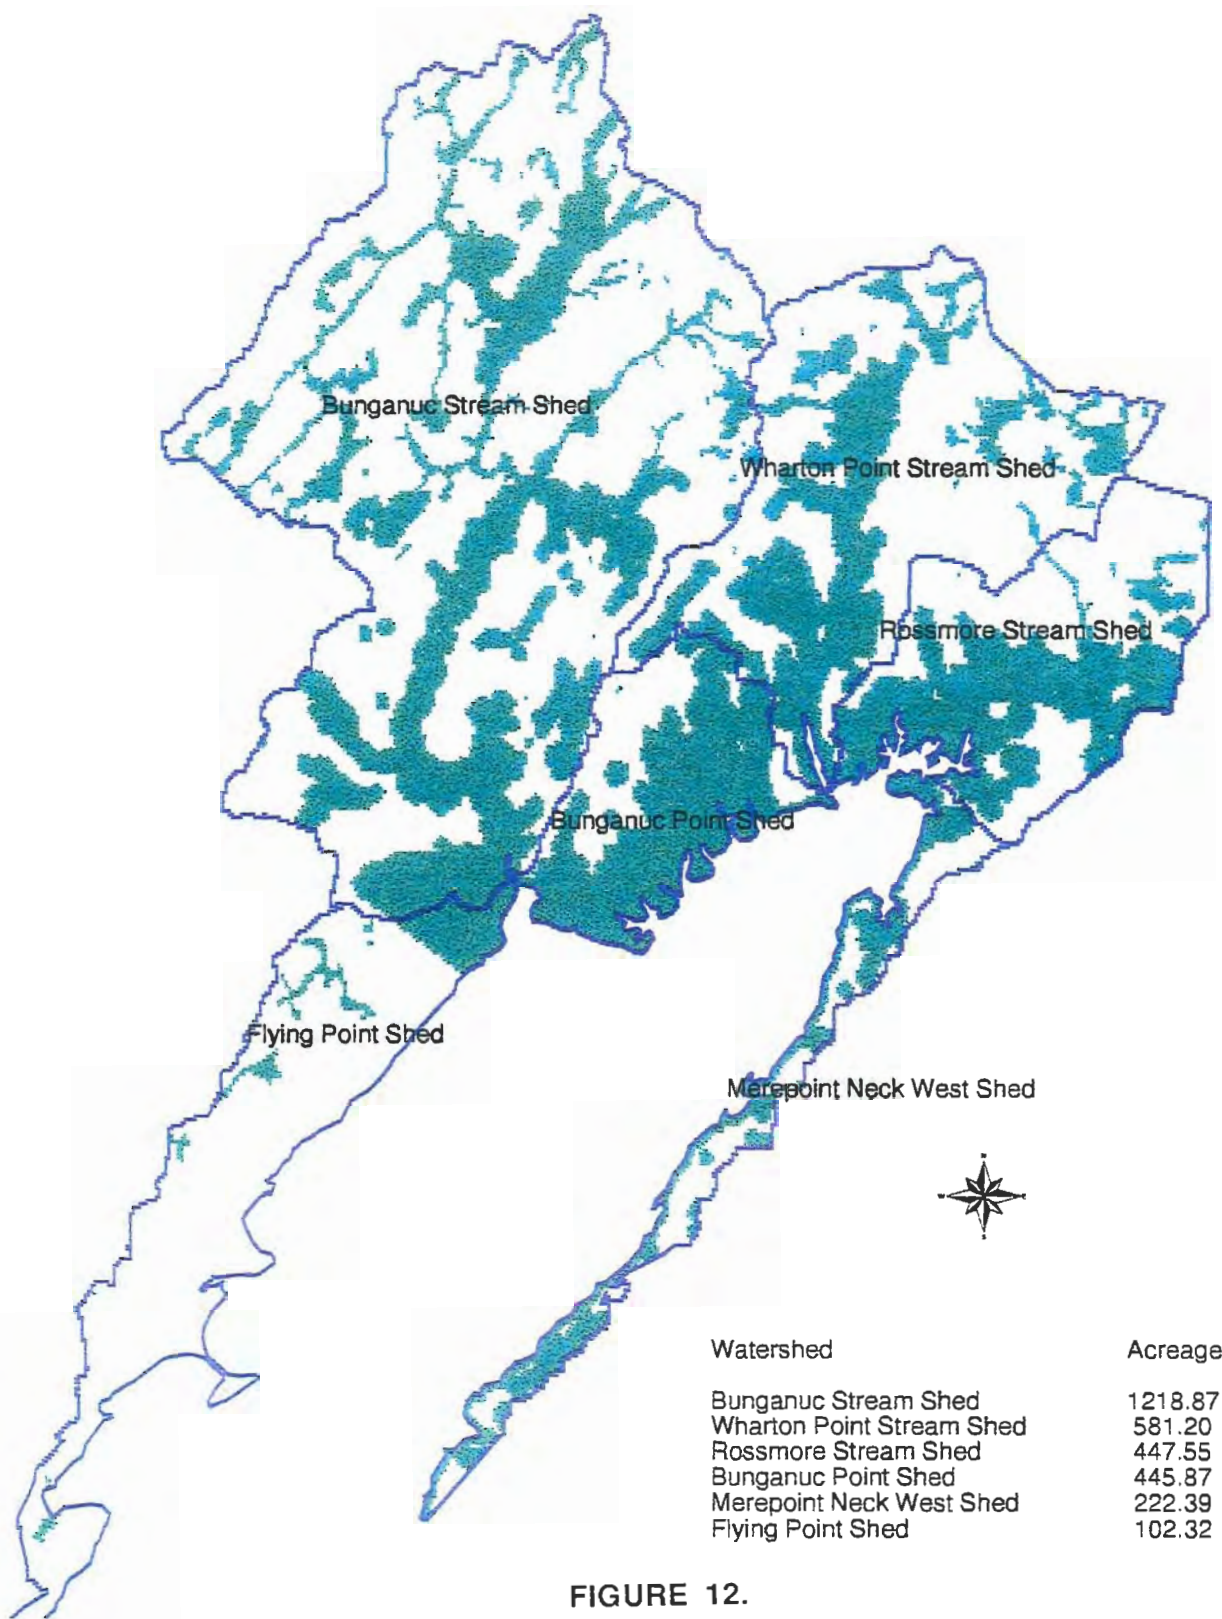 Bunganuc Stream Shed
Wharton Point Stream Shed
Rossmore Stream Shed
Bunganuc Point Shed
Flying Point Shed
Merepoint Neck West Shed
Watershed Acreage
Bunganuc Stream Shed 1218.87
Wharton Point Stream Shed 581.20
Rossmore Stream Shed 447.55
Bunganuc Point Shed 445.87
Merepoint Neck West Shed 222.39
Flying Point Shed 102.32
FIGURE 12.